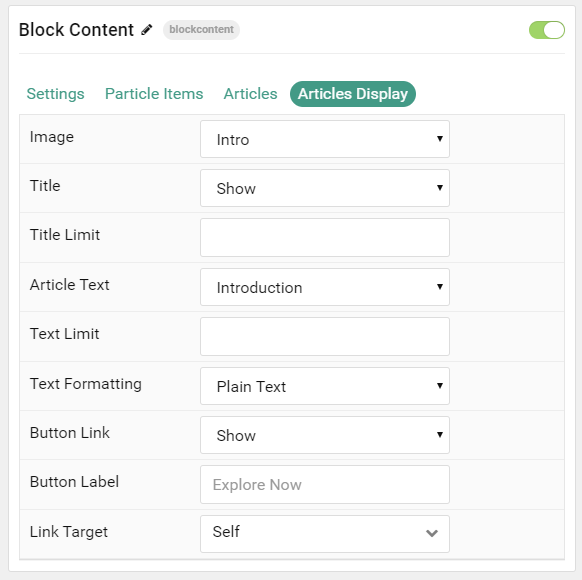 Block Content blockcontent
Settings Particle Items Articles Articles Display
Image Intro
Title Show
Title Limit
Article Text Introduction
Text Limit
Text Formatting Plain Text
Button Link Show
Button Label Explore Now
Link Target Self